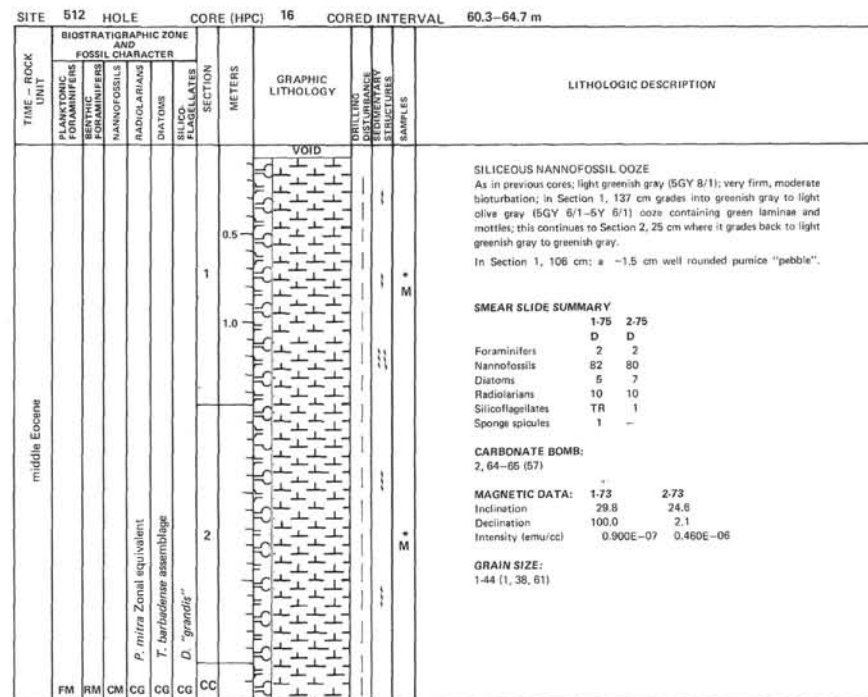 SITE 512 HOLE CORE (HPC) 16 CORED INTERVAL 60.3–64.7 m
TIME – ROCK UNIT
BIOSTRATIGRAPHIC ZONE
AND
FOSSIL CHARACTER
PLANKTONIC FORAMINIFERS
BENTHIC FORAMINIFERS
NANNOFOSSILS
RADIOLARIANS
DIATOMS
SILICO-FLAGELLATES
SECTION
METERS
GRAPHIC LITHOLOGY
DRILLING DISTURBANCE
SEDIMENTARY STRUCTURES
SAMPLES
LITHOLOGIC DESCRIPTION
middle Eocene
P. mitra Zonal equivalent
T. barbadense assemblage
D. "grandis"
FM RM CM CG CG CG CC
VOID
0.5
1
1.0
2
*
M
*
M
SILICEOUS NANNOFOSSIL OOZE
As in previous cores; light greenish gray (5GY 8/1); very firm, moderate
bioturbation; in Section 1, 137 cm grades into greenish gray to light
olive gray (5GY 6/1–5Y 6/1) ooze containing green laminae and
mottles; this continues to Section 2, 25 cm where it grades back to light
greenish gray to greenish gray.
In Section 1, 106 cm: a ~1.5 cm well rounded pumice "pebble".
SMEAR SLIDE SUMMARY
1-75 2-75
D D
Foraminifers 2 2
Nannofossils 82 80
Diatoms 5 7
Radiolarians 10 10
Silicoflagellates TR 1
Sponge spicules 1 –
CARBONATE BOMB:
2, 64–65 (57)
MAGNETIC DATA: 1-73 2-73
Inclination 29.8 24.6
Declination 100.0 2.1
Intensity (emu/cc) 0.900E–07 0.460E–06
GRAIN SIZE:
1-44 (1, 38, 61)